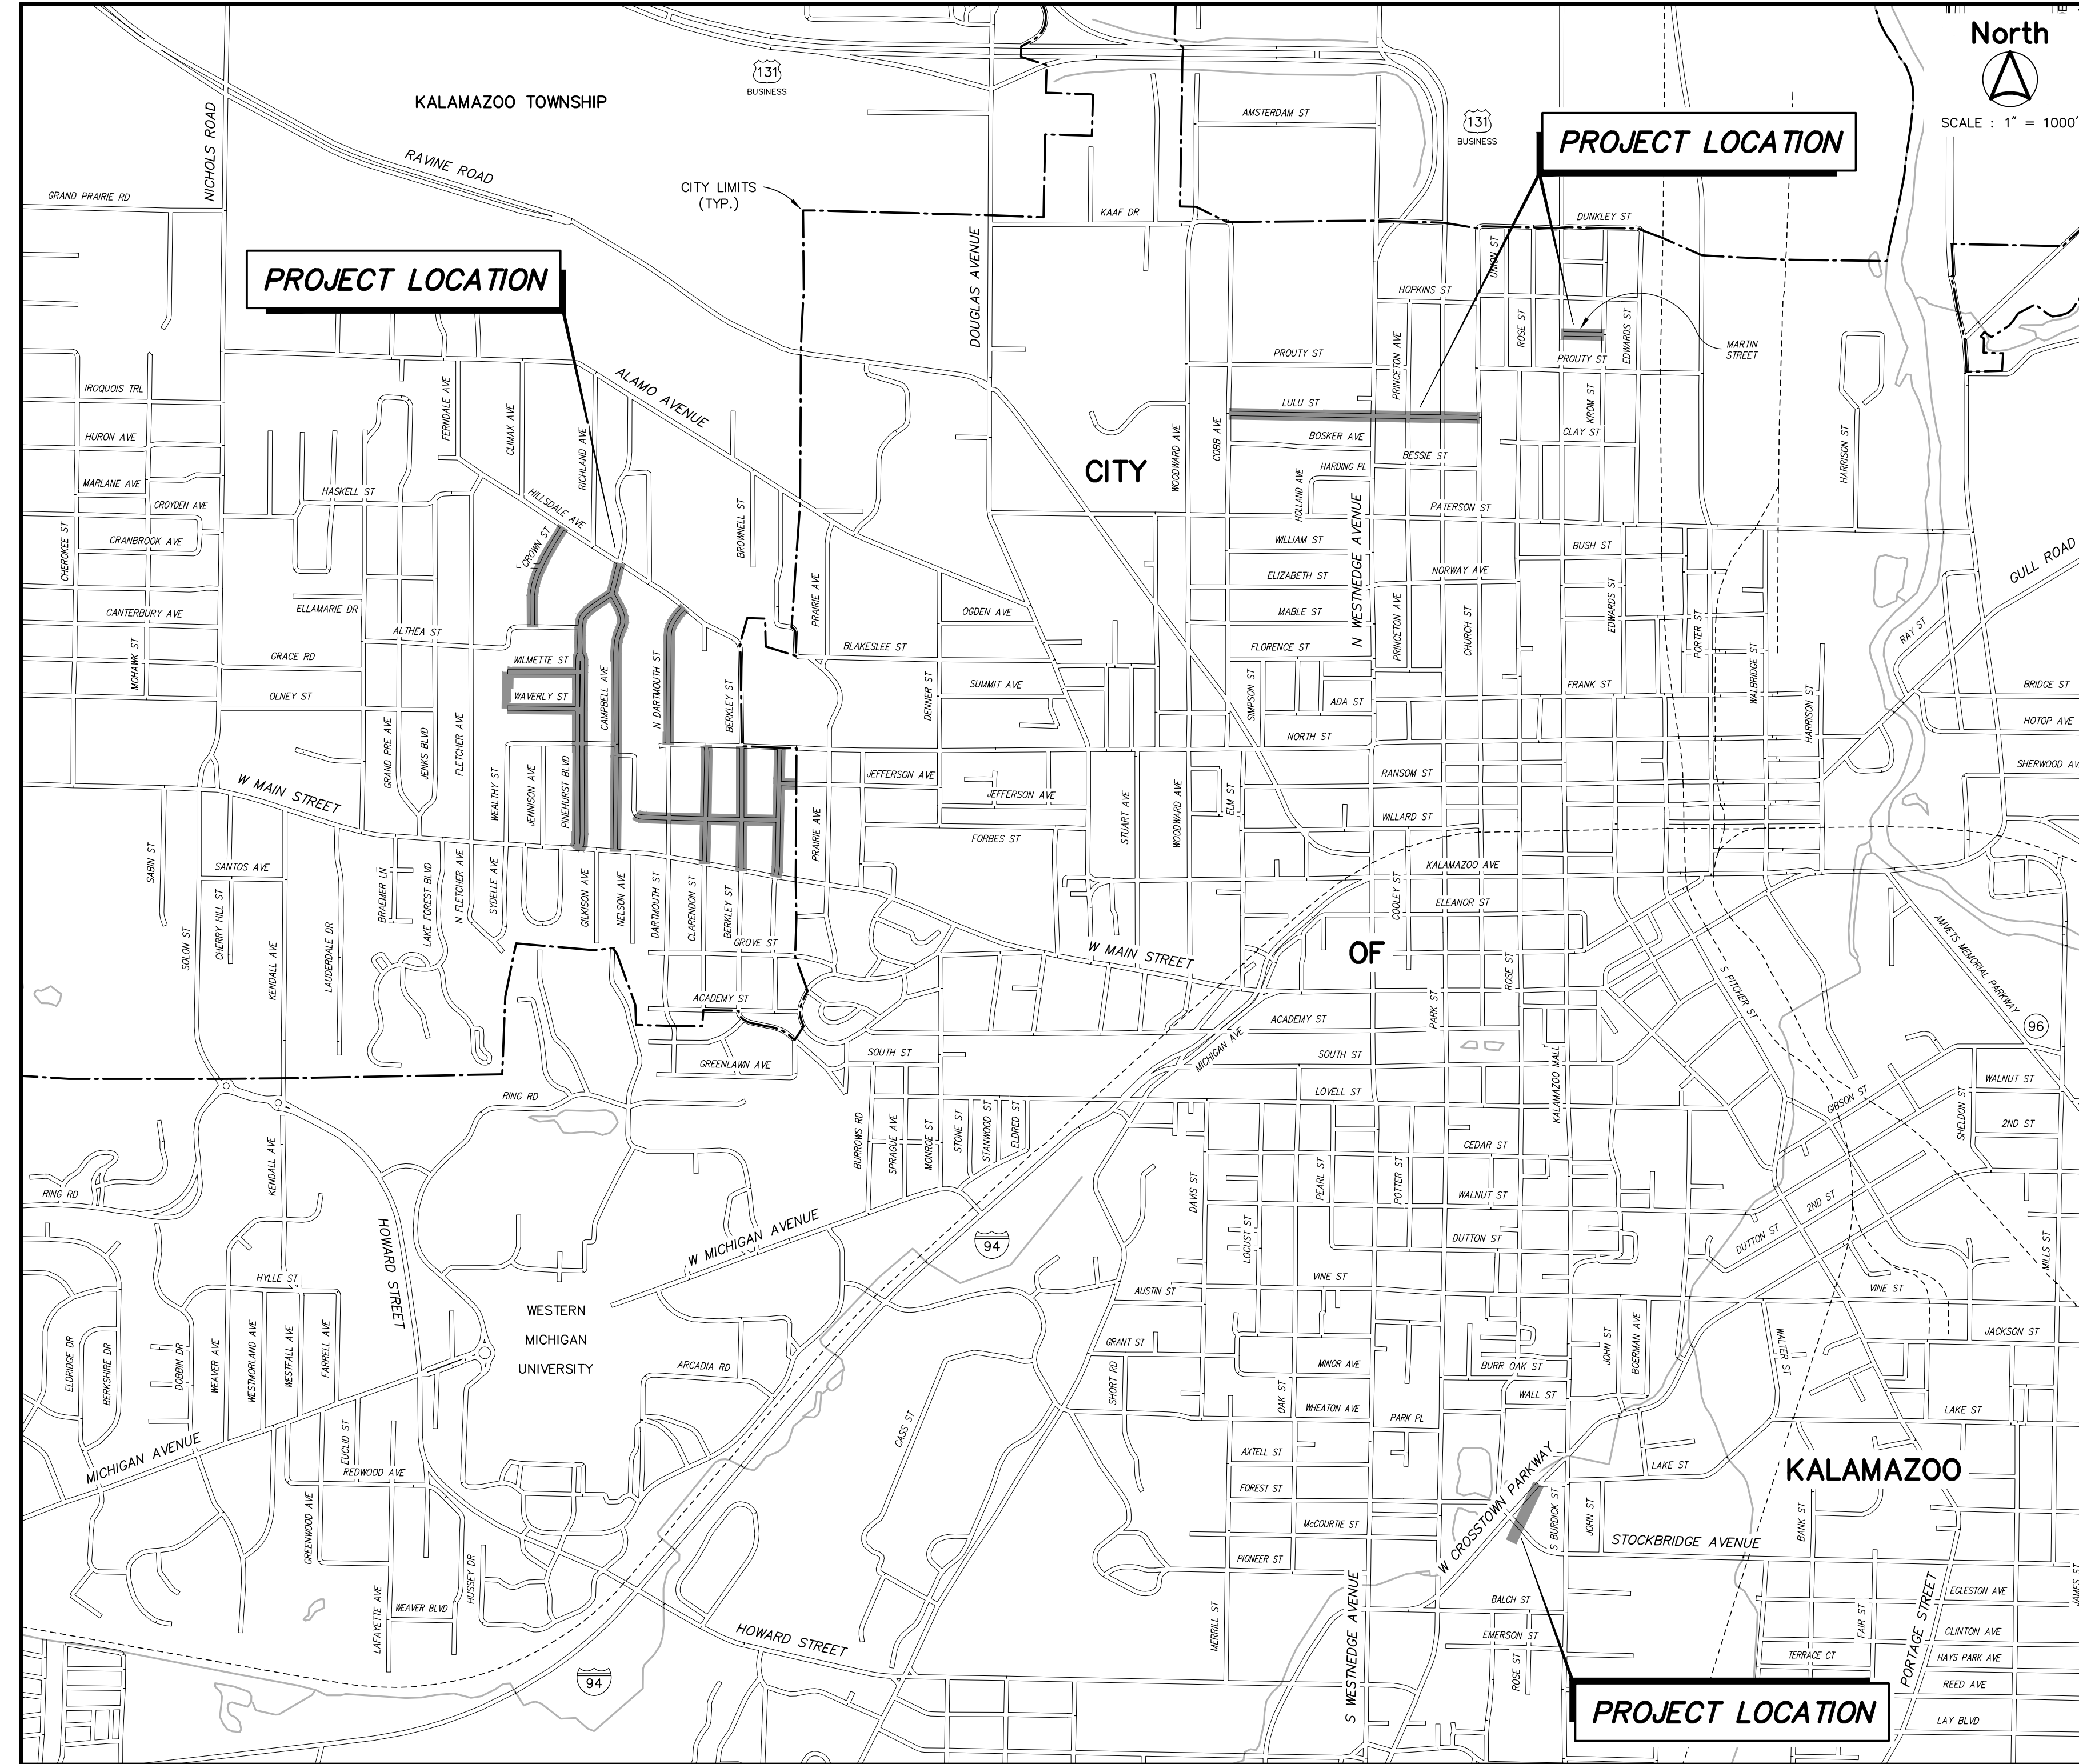 North
SCALE : 1" = 1000'
131
BUSINESS
131
BUSINESS
KALAMAZOO TOWNSHIP
NICHOLS ROAD
RAVINE ROAD
GRAND PRAIRIE RD
CITY LIMITS
(TYP.)
AMSTERDAM ST
PROJECT LOCATION
KAAF DR
DUNKLEY ST
DOUGLAS AVENUE
UNION ST
PROJECT LOCATION
HOPKINS ST
ROSE ST
EDWARDS ST
MARTIN
STREET
PROUTY ST
PROUTY ST
PRINCETON AVE
IROQUOIS TRL
FERNDALE AVE
CLIMAX AVE
RICHLAND AVE
ALAMO AVENUE
LULU ST
KROM ST
HURON AVE
BOSKER AVE
CLAY ST
WOODWARD AVE
COBB AVE
BESSIE ST
HARDING PL
HARRISON ST
CITY
MARLANE AVE
HASKELL ST
CROYDEN AVE
HILLSDALE AVE
CROWN ST
BROWNELL ST
HOLLAND AVE
PATERSON ST
CHEROKEE ST
CRANBROOK AVE
WILLIAM ST
BUSH ST
N WESTNEDGE AVENUE
GULL ROAD
ELIZABETH ST
NORWAY AVE
CANTERBURY AVE
ELLAMARIE DR
PRAIRIE AVE
OGDEN AVE
MABLE ST
PRINCETON AVE
CHURCH ST
EDWARDS ST
PORTER ST
RAY ST
ALTHEA ST
MOHAWK ST
GRACE RD
WILMETTE ST
BLAKESLEE ST
FLORENCE ST
WALBRIDGE ST
OLNEY ST
WAVERLY ST
CAMPBELL AVE
N DARTMOUTH ST
BERKLEY ST
DENNER ST
SUMMIT AVE
SIMPSON ST
ADA ST
FRANK ST
HARRISON ST
BRIDGE ST
HOTOP AVE
NORTH ST
GRAND PRE AVE
JENKS BLVD
FLETCHER AVE
WEALTHY ST
JENNISON AVE
PINEHURST BLVD
JEFFERSON AVE
JEFFERSON AVE
RANSOM ST
SHERWOOD AV
W MAIN STREET
STUART AVE
WOODWARD AVE
ELM ST
WILLARD ST
FORBES ST
PRAIRIE AVE
SABIN ST
SANTOS AVE
BRAEMER LN
LAKE FOREST BLVD
N FLETCHER AVE
SYDELLE AVE
GILKISON AVE
NELSON AVE
DARTMOUTH ST
CLARENDON ST
BERKLEY ST
KALAMAZOO AVE
COOLEY ST
ELEANOR ST
CHERRY HILL ST
SOLON ST
KENDALL AVE
LAUDERDALE DR
GROVE ST
W MAIN STREET
OF
ROSE ST
AMVETS MEMORIAL PARKWAY
S PITCHER ST
96
ACADEMY ST
ACADEMY ST
PARK ST
MICHIGAN AVE
SOUTH ST
SOUTH ST
GREENLAWN AVE
KALAMAZOO MALL
RING RD
LOVELL ST
GIBSON ST
WALNUT ST
SHELDON ST
2ND ST
BURROWS RD
SPRAGUE AVE
MONROE ST
STONE ST
STANWOOD ST
ELDRED ST
CEDAR ST
KENDALL AVE
RING RD
DAVIS ST
PEARL ST
POTTER ST
WALNUT ST
2ND ST
HOWARD STREET
W MICHIGAN AVENUE
94
LOCUST ST
DUTTON ST
DUTTON ST
MILLS ST
HYLLE ST
VINE ST
AUSTIN ST
VINE ST
WESTERN
MICHIGAN
UNIVERSITY
ELDRIDGE DR
BERKSHIRE DR
DOBBIN DR
WEAVER AVE
WESTMORLAND AVE
WESTFALL AVE
FARRELL AVE
ARCADIA RD
GRANT ST
SHORT RD
MINOR AVE
BURR OAK ST
JOHN ST
BOERMAN AVE
WALTER ST
JACKSON ST
WALL ST
OAK ST
WHEATON AVE
PARK PL
LAKE ST
CASS ST
EUCLID ST
MICHIGAN AVENUE
REDWOOD AVE
AXTELL ST
LAKE ST
KALAMAZOO
FOREST ST
W CROSSTOWN PARKWAY
GREENWOOD AVE
McCOURTIE ST
S BURDICK ST
JOHN ST
BANK ST
STOCKBRIDGE AVENUE
PIONEER ST
HUSSEY DR
LAFAYETTE AVE
WEAVER BLVD
S WESTNEDGE AVENUE
BALCH ST
EGLESTON AVE
JAMES ST
MERRILL ST
EMERSON ST
FAIR ST
PORTAGE STREET
CLINTON AVE
HOWARD STREET
TERRACE CT
HAYS PARK AVE
ROSE ST
REED AVE
94
PROJECT LOCATION
LAY BLVD